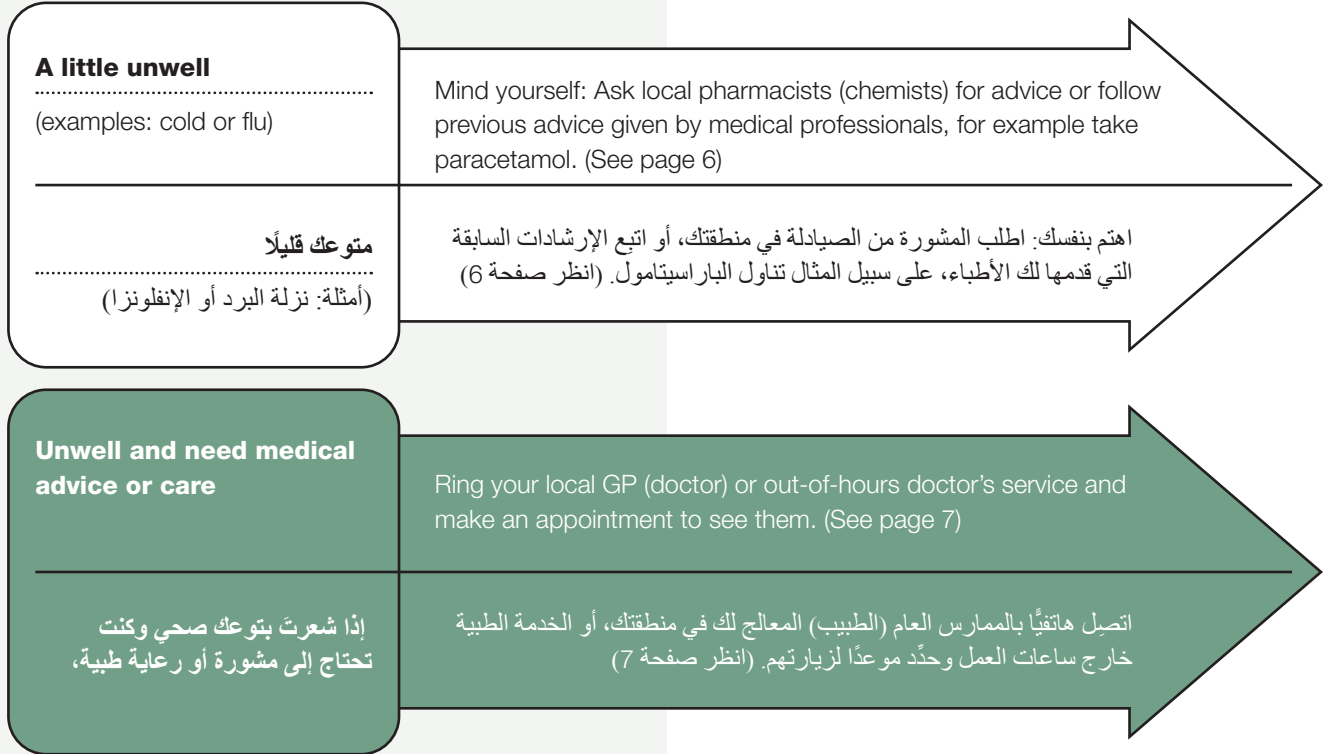 A little unwell
(examples: cold or flu)
Mind yourself: Ask local pharmacists (chemists) for advice or follow
previous advice given by medical professionals, for example take
paracetamol. (See page 6)
متوعك قليلًا
(أمثلة: نزلة البرد أو الإنفلونزا)
اهتم بنفسك: اطلب المشورة من الصيادلة في منطقتك، أو اتبِع الإرشادات السابقة
التي قدمها لك الأطباء، على سبيل المثال تناول الباراسيتامول. (انظر صفحة 6)
Unwell and need medical
advice or care
Ring your local GP (doctor) or out-of-hours doctor’s service and
make an appointment to see them. (See page 7)
إذا شعرتَ بتوعك صحي وكنت
تحتاج إلى مشورة أو رعاية طبية،
اتصِل هاتفيًّا بالممارس العام (الطبيب) المعالج لك في منطقتك، أو الخدمة الطبية
خارج ساعات العمل وحدِّد موعدًا لزيارتهم. (انظر صفحة 7)